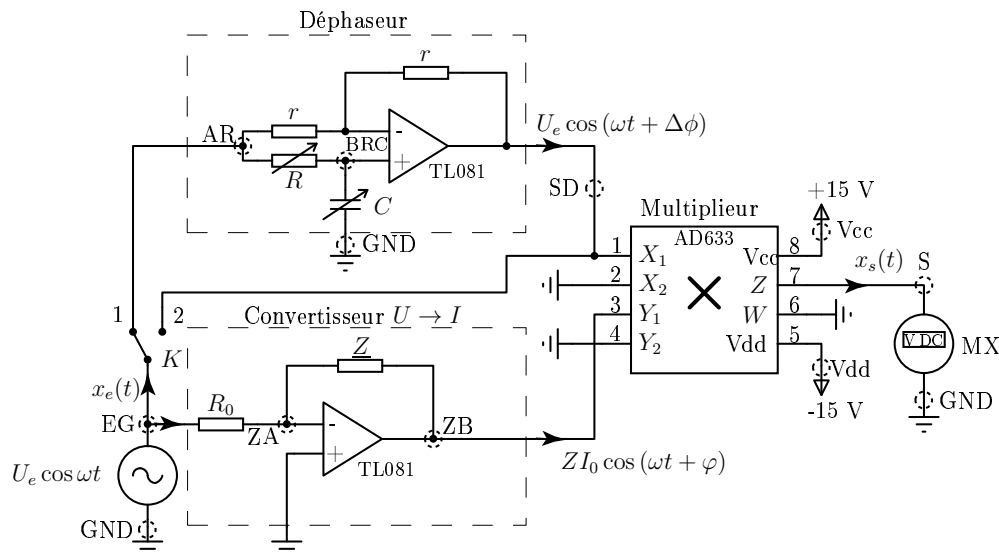 Déphaseur
r
r
AR
BRC
-
+
R
TL081
C
GND
U_e cos (ωt + Δϕ)
SD
Multiplieur
AD633
+15 V
Vcc
1 X_1 Vcc 8
2 X_2 Z 7
3 Y_1 W 6
4 Y_2 Vdd 5
x_s(t)
S
V DC
MX
Vdd
-15 V
GND
1 2
K
x_e(t)
EG
Convertisseur U → I
Z
R_0
ZA
ZB
-
+
TL081
U_e cos ωt
GND
ZI_0 cos (ωt + φ)